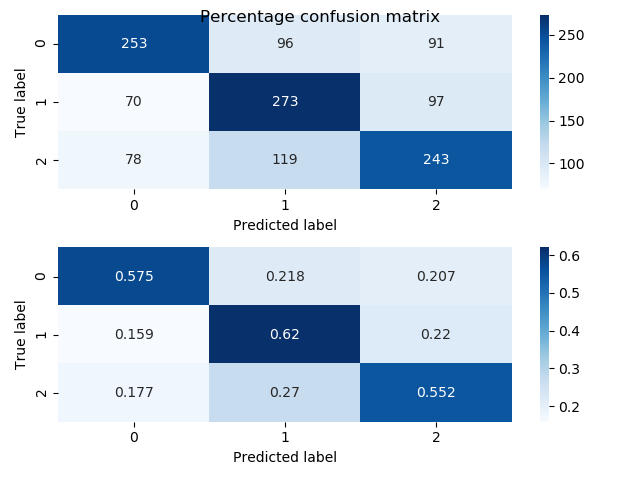 Percentage confusion matrix
0 253 96 91 250
200
True label 1 70 273 97
150
2 78 119 243 100
0 1 2
Predicted label
0 0.575 0.218 0.207 0.6
0.5
True label 1 0.159 0.62 0.22 0.4
0.3
2 0.177 0.27 0.552 0.2
0 1 2
Predicted label